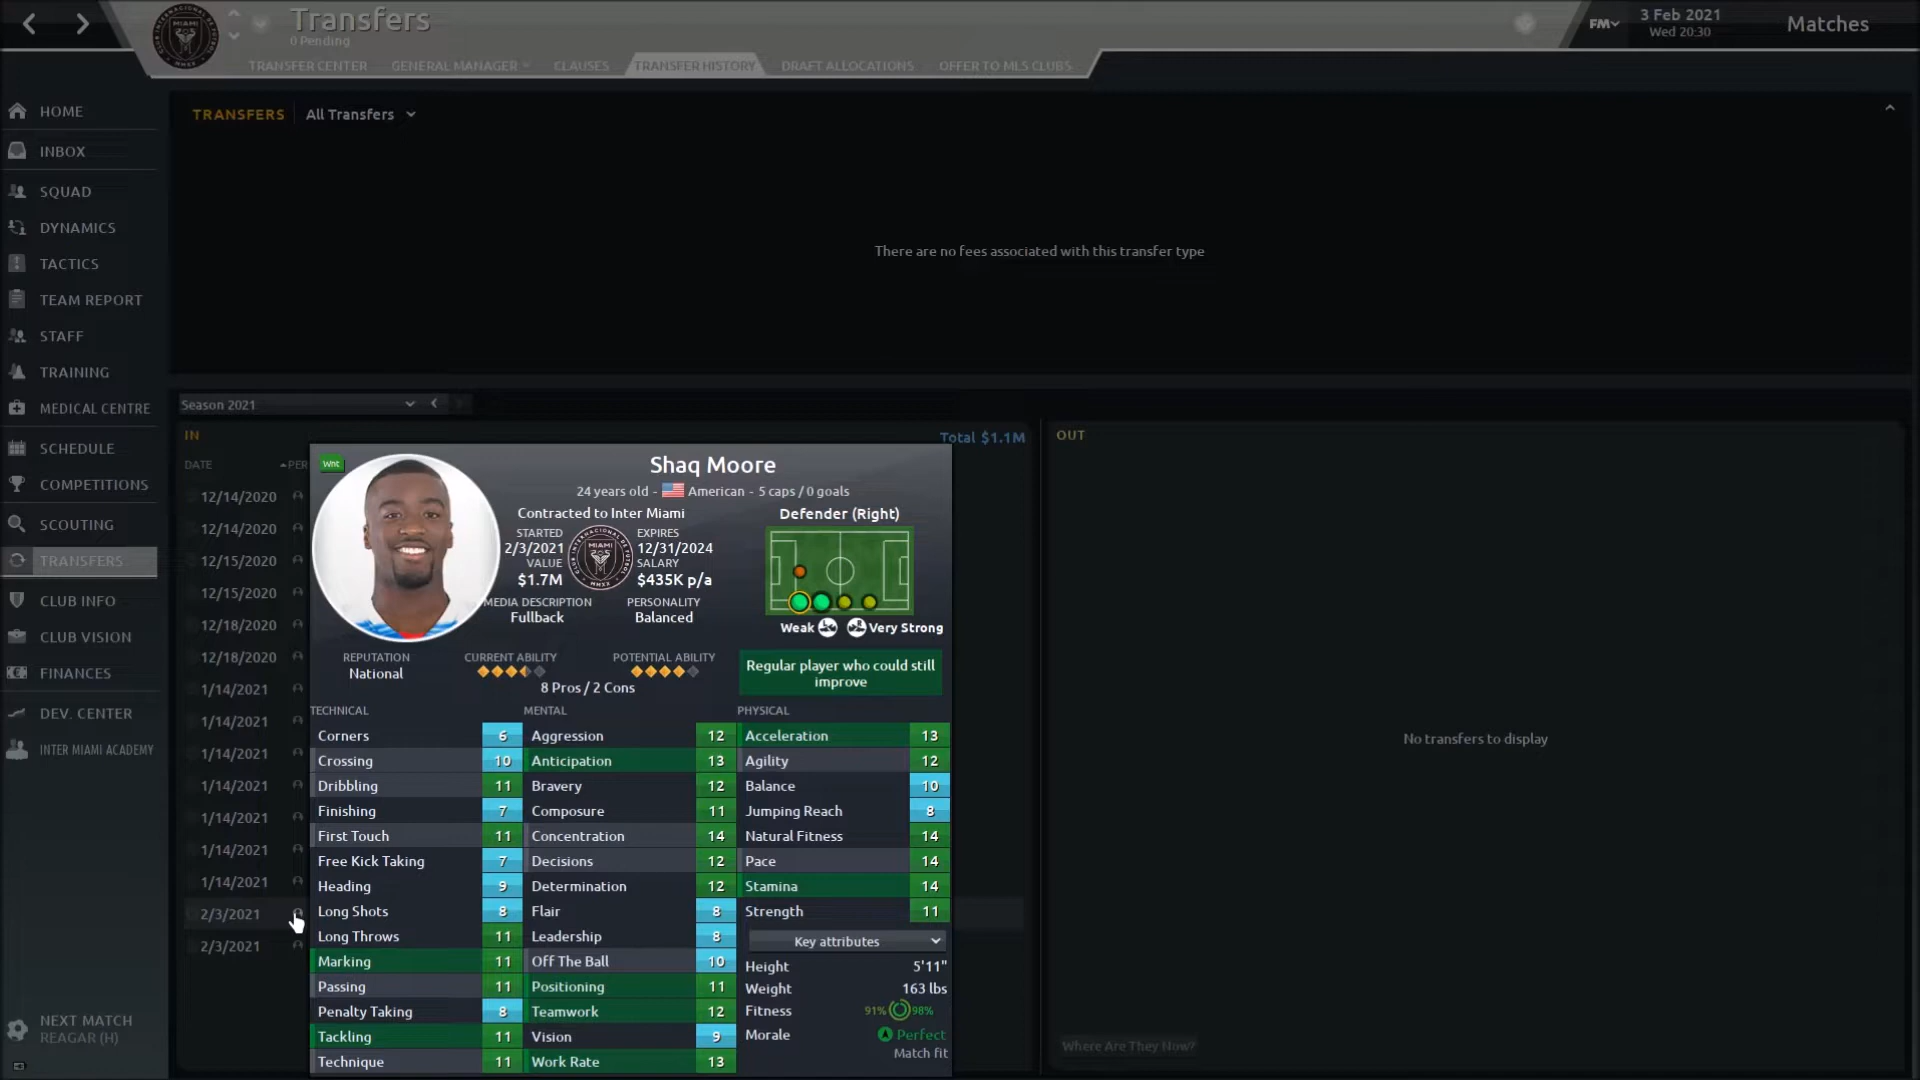 Transfers
0 Pending
TRANSFER CENTER GENERAL MANAGER CLAUSES TRANSFER HISTORY DRAFT ALLOCATIONS OFFER TO MLS CLUBS
FM
3 Feb 2021
Wed 20:30
Matches
HOME
INBOX
SQUAD
DYNAMICS
TACTICS
TEAM REPORT
STAFF
TRAINING
MEDICAL CENTRE
SCHEDULE
COMPETITIONS
SCOUTING
TRANSFERS
CLUB INFO
CLUB VISION
FINANCES
DEV. CENTER
INTER MIAMI ACADEMY
NEXT MATCH
REAGAR (H)
TRANSFERS All Transfers
There are no fees associated with this transfer type
Season 2021
IN
Total $1.1M
DATE PER
12/14/2020
12/14/2020
12/15/2020
12/15/2020
12/18/2020
12/18/2020
1/14/2021
1/14/2021
1/14/2021
1/14/2021
1/14/2021
1/14/2021
1/14/2021
2/3/2021
2/3/2021
OUT
No transfers to display
Where Are They Now?
Wnt
Shaq Moore
24 years old - American - 5 caps / 0 goals
Contracted to Inter Miami
STARTED
2/3/2021
VALUE
$1.7M
MIAMI
EXPIRES
12/31/2024
SALARY
$435K p/a
MEDIA DESCRIPTION
Fullback
PERSONALITY
Balanced
Defender (Right)
Weak Very Strong
REPUTATION
National
CURRENT ABILITY
POTENTIAL ABILITY
8 Pros / 2 Cons
Regular player who could still
improve
TECHNICAL MENTAL PHYSICAL
Corners 6 Aggression 12 Acceleration 13
Crossing 10 Anticipation 13 Agility 12
Dribbling 11 Bravery 12 Balance 10
Finishing 7 Composure 11 Jumping Reach 8
First Touch 11 Concentration 14 Natural Fitness 14
Free Kick Taking 7 Decisions 12 Pace 14
Heading 9 Determination 12 Stamina 14
Long Shots 8 Flair 8 Strength 11
Long Throws 11 Leadership 8 Key attributes
Marking 11 Off The Ball 10 Height 5'11"
Passing 11 Positioning 11 Weight 163 lbs
Penalty Taking 8 Teamwork 12 Fitness 91% 98%
Tackling 11 Vision 9 Morale Perfect
Technique 11 Work Rate 13 Match fit